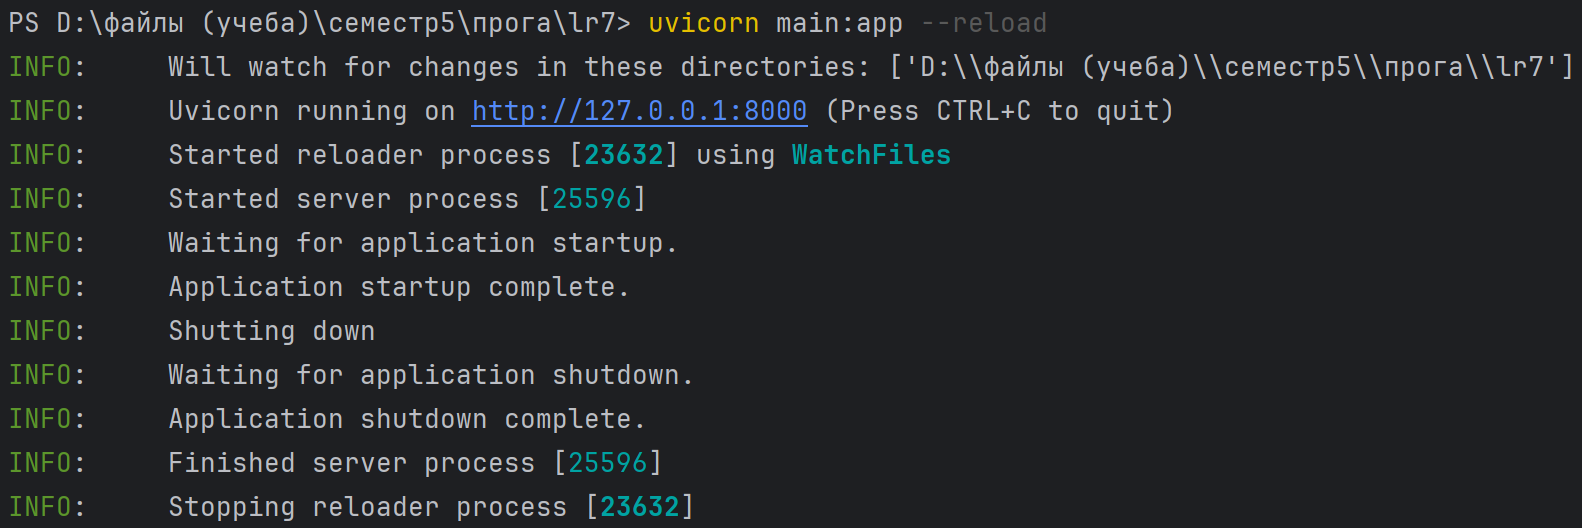 PS D:\файлы (учеба)\семестр5\прога\lr7> uvicorn main:app --reload
INFO:     Will watch for changes in these directories: ['D:\\файлы (учеба)\\семестр5\\прога\\lr7']
INFO:     Uvicorn running on http://127.0.0.1:8000 (Press CTRL+C to quit)
INFO:     Started reloader process [23632] using WatchFiles
INFO:     Started server process [25596]
INFO:     Waiting for application startup.
INFO:     Application startup complete.
INFO:     Shutting down
INFO:     Waiting for application shutdown.
INFO:     Application shutdown complete.
INFO:     Finished server process [25596]
INFO:     Stopping reloader process [23632]